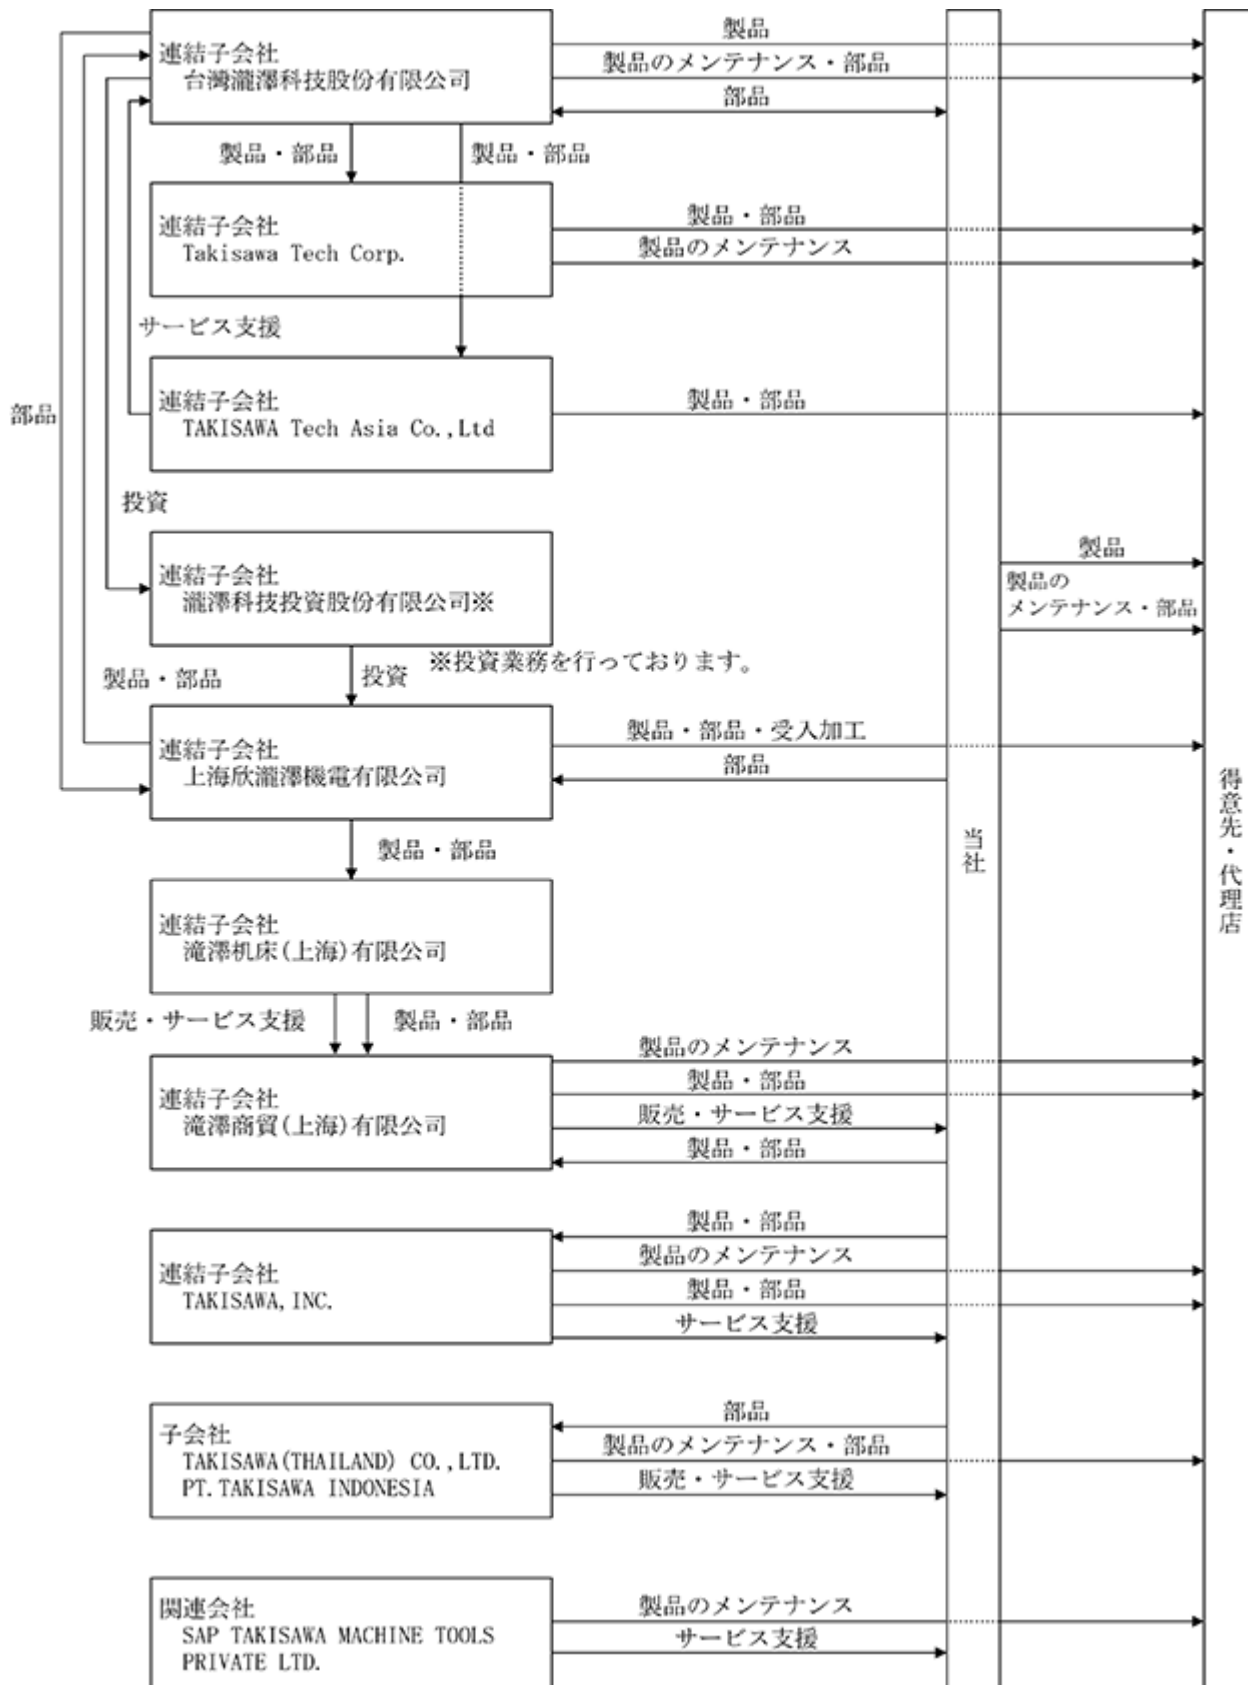 連結子会社
台灣瀧澤科技股份有限公司
製品
製品のメンテナンス・部品
部品
製品・部品
製品・部品
連結子会社
Takisawa Tech Corp.
製品・部品
製品のメンテナンス
サービス支援
連結子会社
TAKISAWA Tech Asia Co.,Ltd
製品・部品
部品
投資
連結子会社
瀧澤科技投資股份有限公司※
製品
製品の
メンテナンス・部品
※投資業務を行っております。
投資
製品・部品
連結子会社
上海欣瀧澤機電有限公司
製品・部品・受入加工
部品
当社
得意先・代理店
製品・部品
連結子会社
滝澤机床(上海)有限公司
販売・サービス支援
製品・部品
連結子会社
滝澤商貿(上海)有限公司
製品のメンテナンス
製品・部品
販売・サービス支援
製品・部品
連結子会社
TAKISAWA,INC.
製品・部品
製品のメンテナンス
製品・部品
サービス支援
子会社
TAKISAWA(THAILAND) CO.,LTD.
PT.TAKISAWA INDONESIA
部品
製品のメンテナンス・部品
販売・サービス支援
関連会社
SAP TAKISAWA MACHINE TOOLS
PRIVATE LTD.
製品のメンテナンス
サービス支援